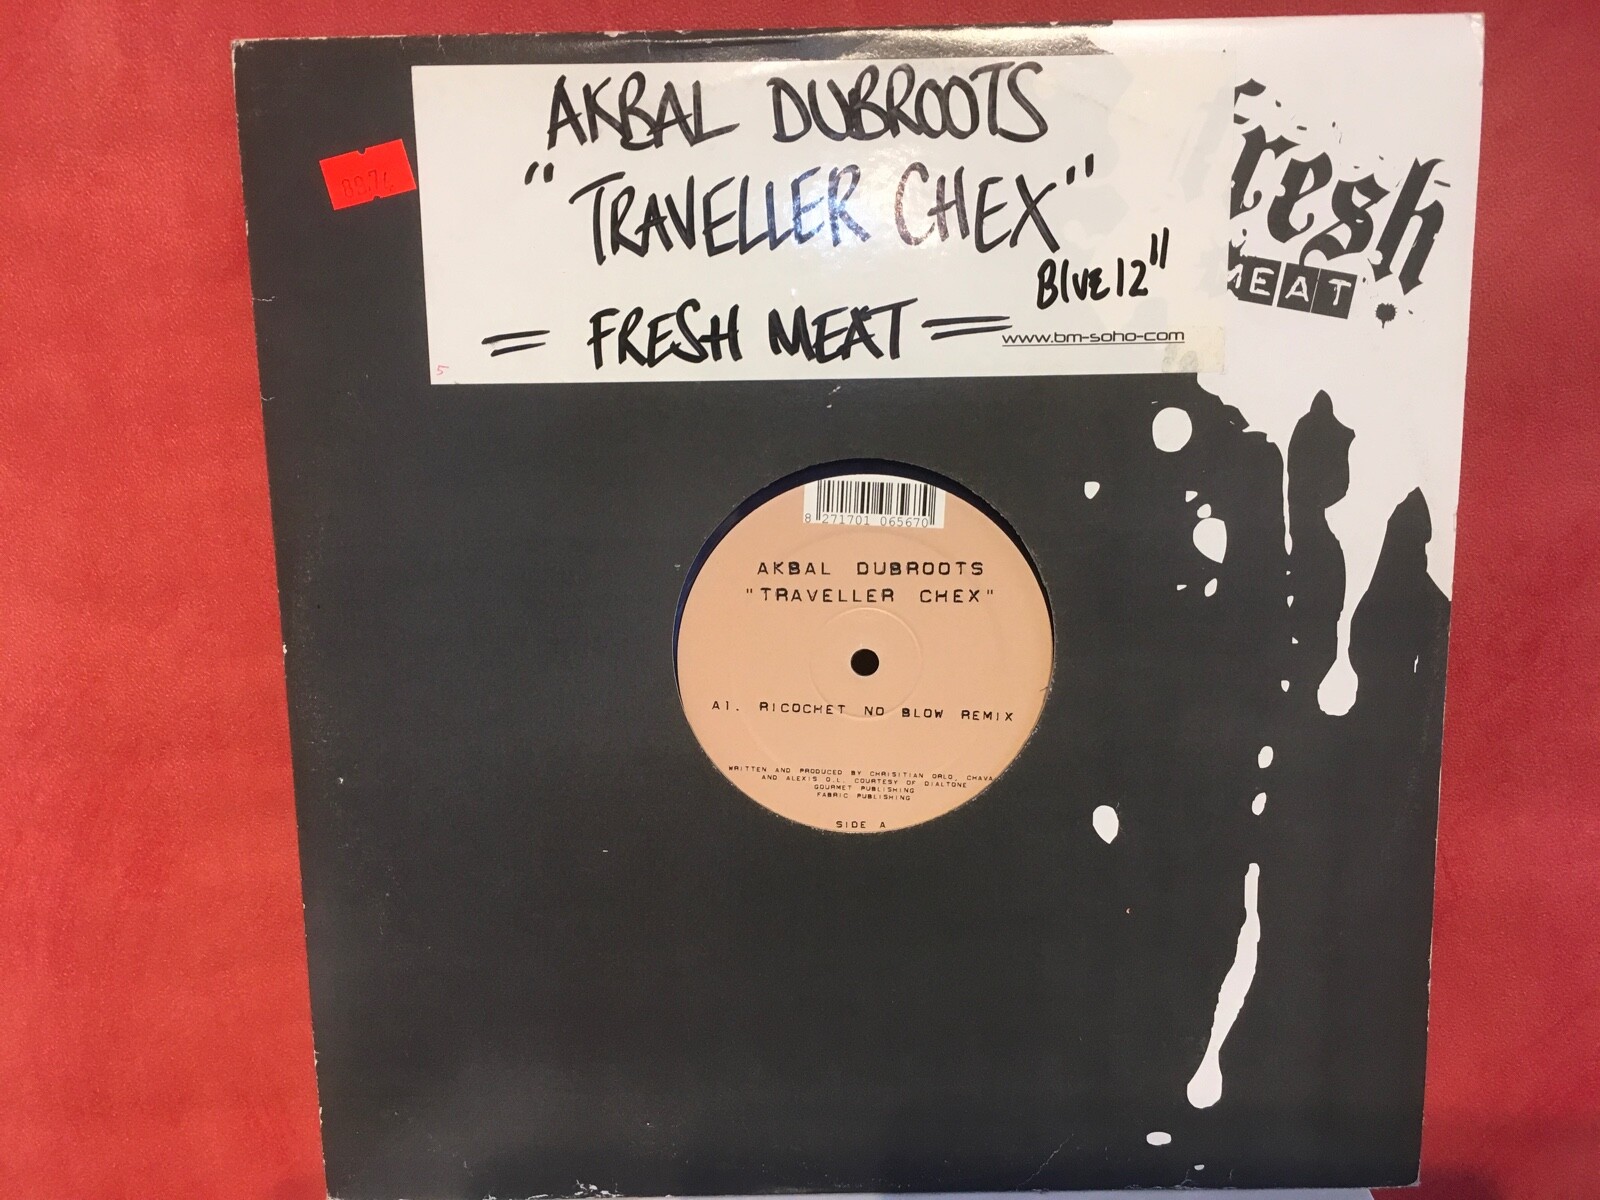 AKBAL DUBROOTS
"TRAVELLER CHEX"
Blue 12"
= FRESH MEAT =
www.bm-soho-com
5
fresh
MEAT
8 271701 065670
AKBAL DUBROOTS
"TRAVELLER CHEX"
A1. RICOCHET NO BLOW REMIX
WRITTEN AND PRODUCED BY CHRISITIAN ORLO, CHAVA
AND ALEXIS O.L. COURTESY OF DIALTONE
GOURMET PUBLISHING
FABRIC PUBLISHING
SIDE A